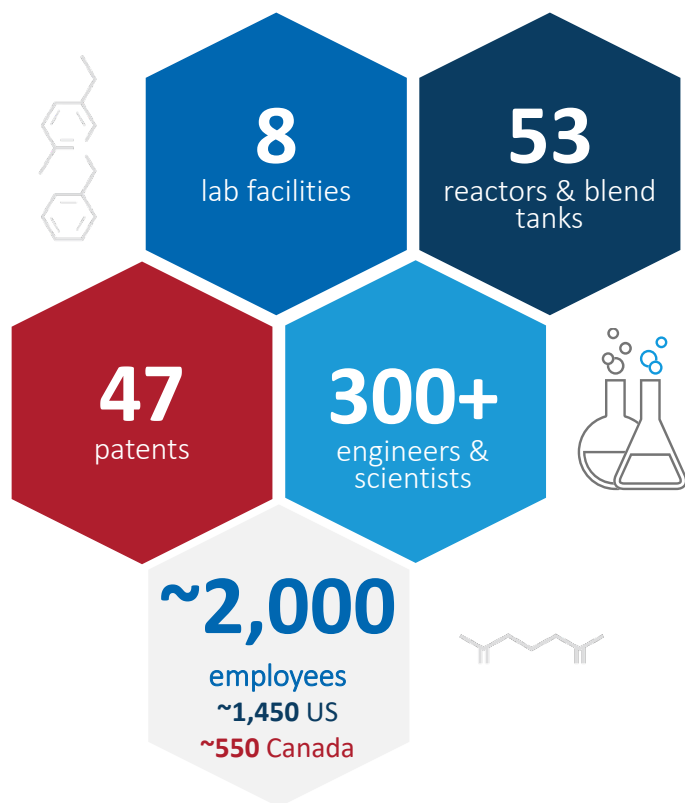 8
lab facilities
53
reactors & blend
tanks
47
patents
300+
engineers &
scientists
~2,000
employees
~1,450 US
~550 Canada